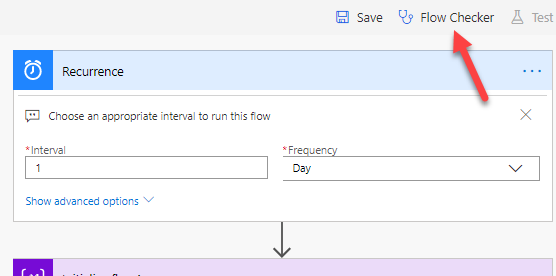 Save Flow Checker Test
Recurrence
Choose an appropriate interval to run this flow
*Interval *Frequency
1 Day
Show advanced options